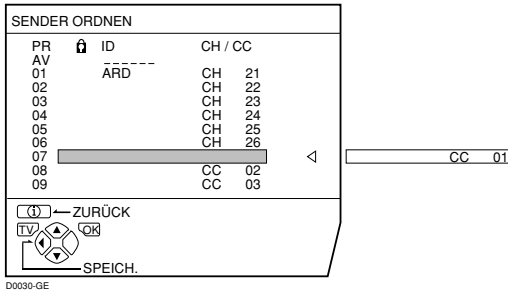 SENDER ORDNEN
PR ID CH / CC
AV _ _ _ _ _ _
01 ARD CH 21
02 CH 22
03 CH 23
04 CH 24
05 CH 25
06 CH 26
07 CC 01
08 CC 02
09 CC 03
i ZURÜCK
TV OK
SPEICH.
D0030-GE